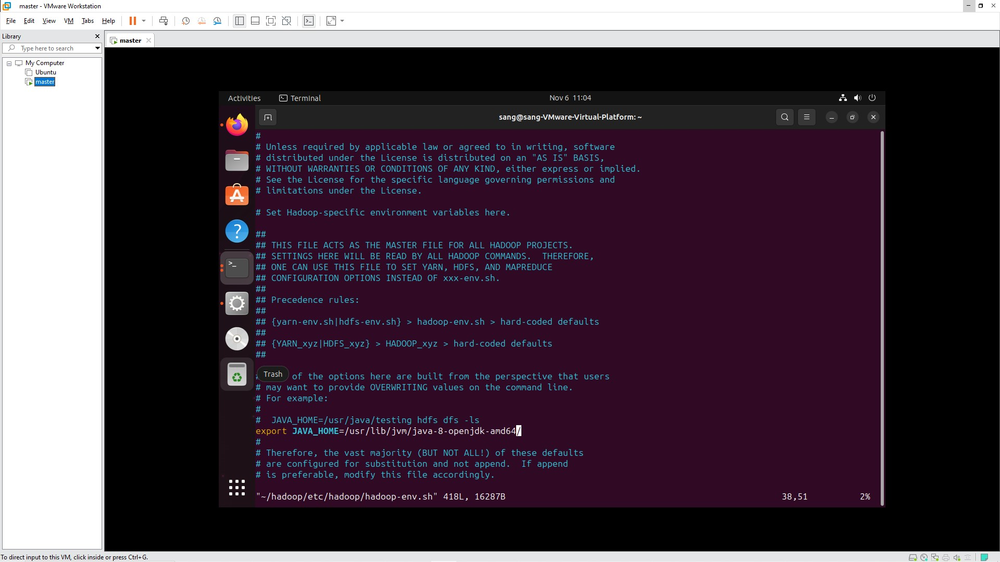 master - VMware Workstation
File Edit View VM Tabs Help
Library
Type here to search
My Computer
Ubuntu
master
master
Activities
Terminal
Nov 6 11:04
sang@sang-VMware-Virtual-Platform: ~
#
# Unless required by applicable law or agreed to in writing, software
# distributed under the License is distributed on an "AS IS" BASIS,
# WITHOUT WARRANTIES OR CONDITIONS OF ANY KIND, either express or implied.
# See the License for the specific language governing permissions and
# limitations under the License.
# Set Hadoop-specific environment variables here.
##
## THIS FILE ACTS AS THE MASTER FILE FOR ALL HADOOP PROJECTS.
## SETTINGS HERE WILL BE READ BY ALL HADOOP COMMANDS.  THEREFORE,
## ONE CAN USE THIS FILE TO SET YARN, HDFS, AND MAPREDUCE
## CONFIGURATION OPTIONS INSTEAD OF xxx-env.sh.
##
## Precedence rules:
##
## {yarn-env.sh|hdfs-env.sh} > hadoop-env.sh > hard-coded defaults
##
## {YARN_xyz|HDFS_xyz} > HADOOP_xyz > hard-coded defaults
##
Trash
# of the options here are built from the perspective that users
# may want to provide OVERWRITING values on the command line.
# For example:
#
#  JAVA_HOME=/usr/java/testing hdfs dfs -ls
export JAVA_HOME=/usr/lib/jvm/java-8-openjdk-amd64/
#
# Therefore, the vast majority (BUT NOT ALL!) of these defaults
# are configured for substitution and not append.  If append
# is preferable, modify this file accordingly.
"~/hadoop/etc/hadoop/hadoop-env.sh" 418L, 16287B 38,51 2%
To direct input to this VM, click inside or press Ctrl+G.